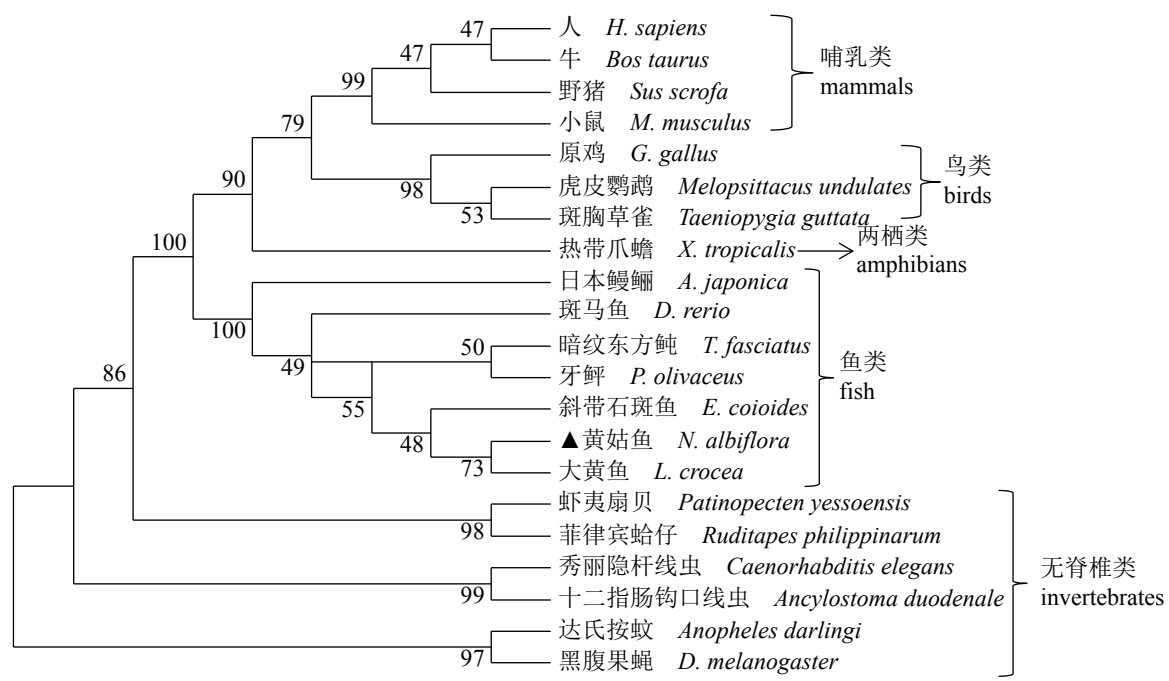 47
人 H. sapiens
牛 Bos taurus
47
野猪 Sus scrofa
99
小鼠 M. musculus
哺乳类
mammals
79
原鸡 G. gallus
98
虎皮鹦鹉 Melopsittacus undulates
53
斑胸草雀 Taeniopygia guttata
鸟类
birds
90
热带爪蟾 X. tropicalis
两栖类
amphibians
100
日本鳗鲡 A. japonica
100
斑马鱼 D. rerio
49
50
暗纹东方鲀 T. fasciatus
牙鲆 P. olivaceus
55
斜带石斑鱼 E. coioides
48
▲黄姑鱼 N. albiflora
73
大黄鱼 L. crocea
鱼类
fish
86
虾夷扇贝 Patinopecten yessoensis
98
菲律宾蛤仔 Ruditapes philippinarum
秀丽隐杆线虫 Caenorhabditis elegans
99
十二指肠钩口线虫 Ancylostoma duodenale
达氏按蚊 Anopheles darlingi
97
黑腹果蝇 D. melanogaster
无脊椎类
invertebrates